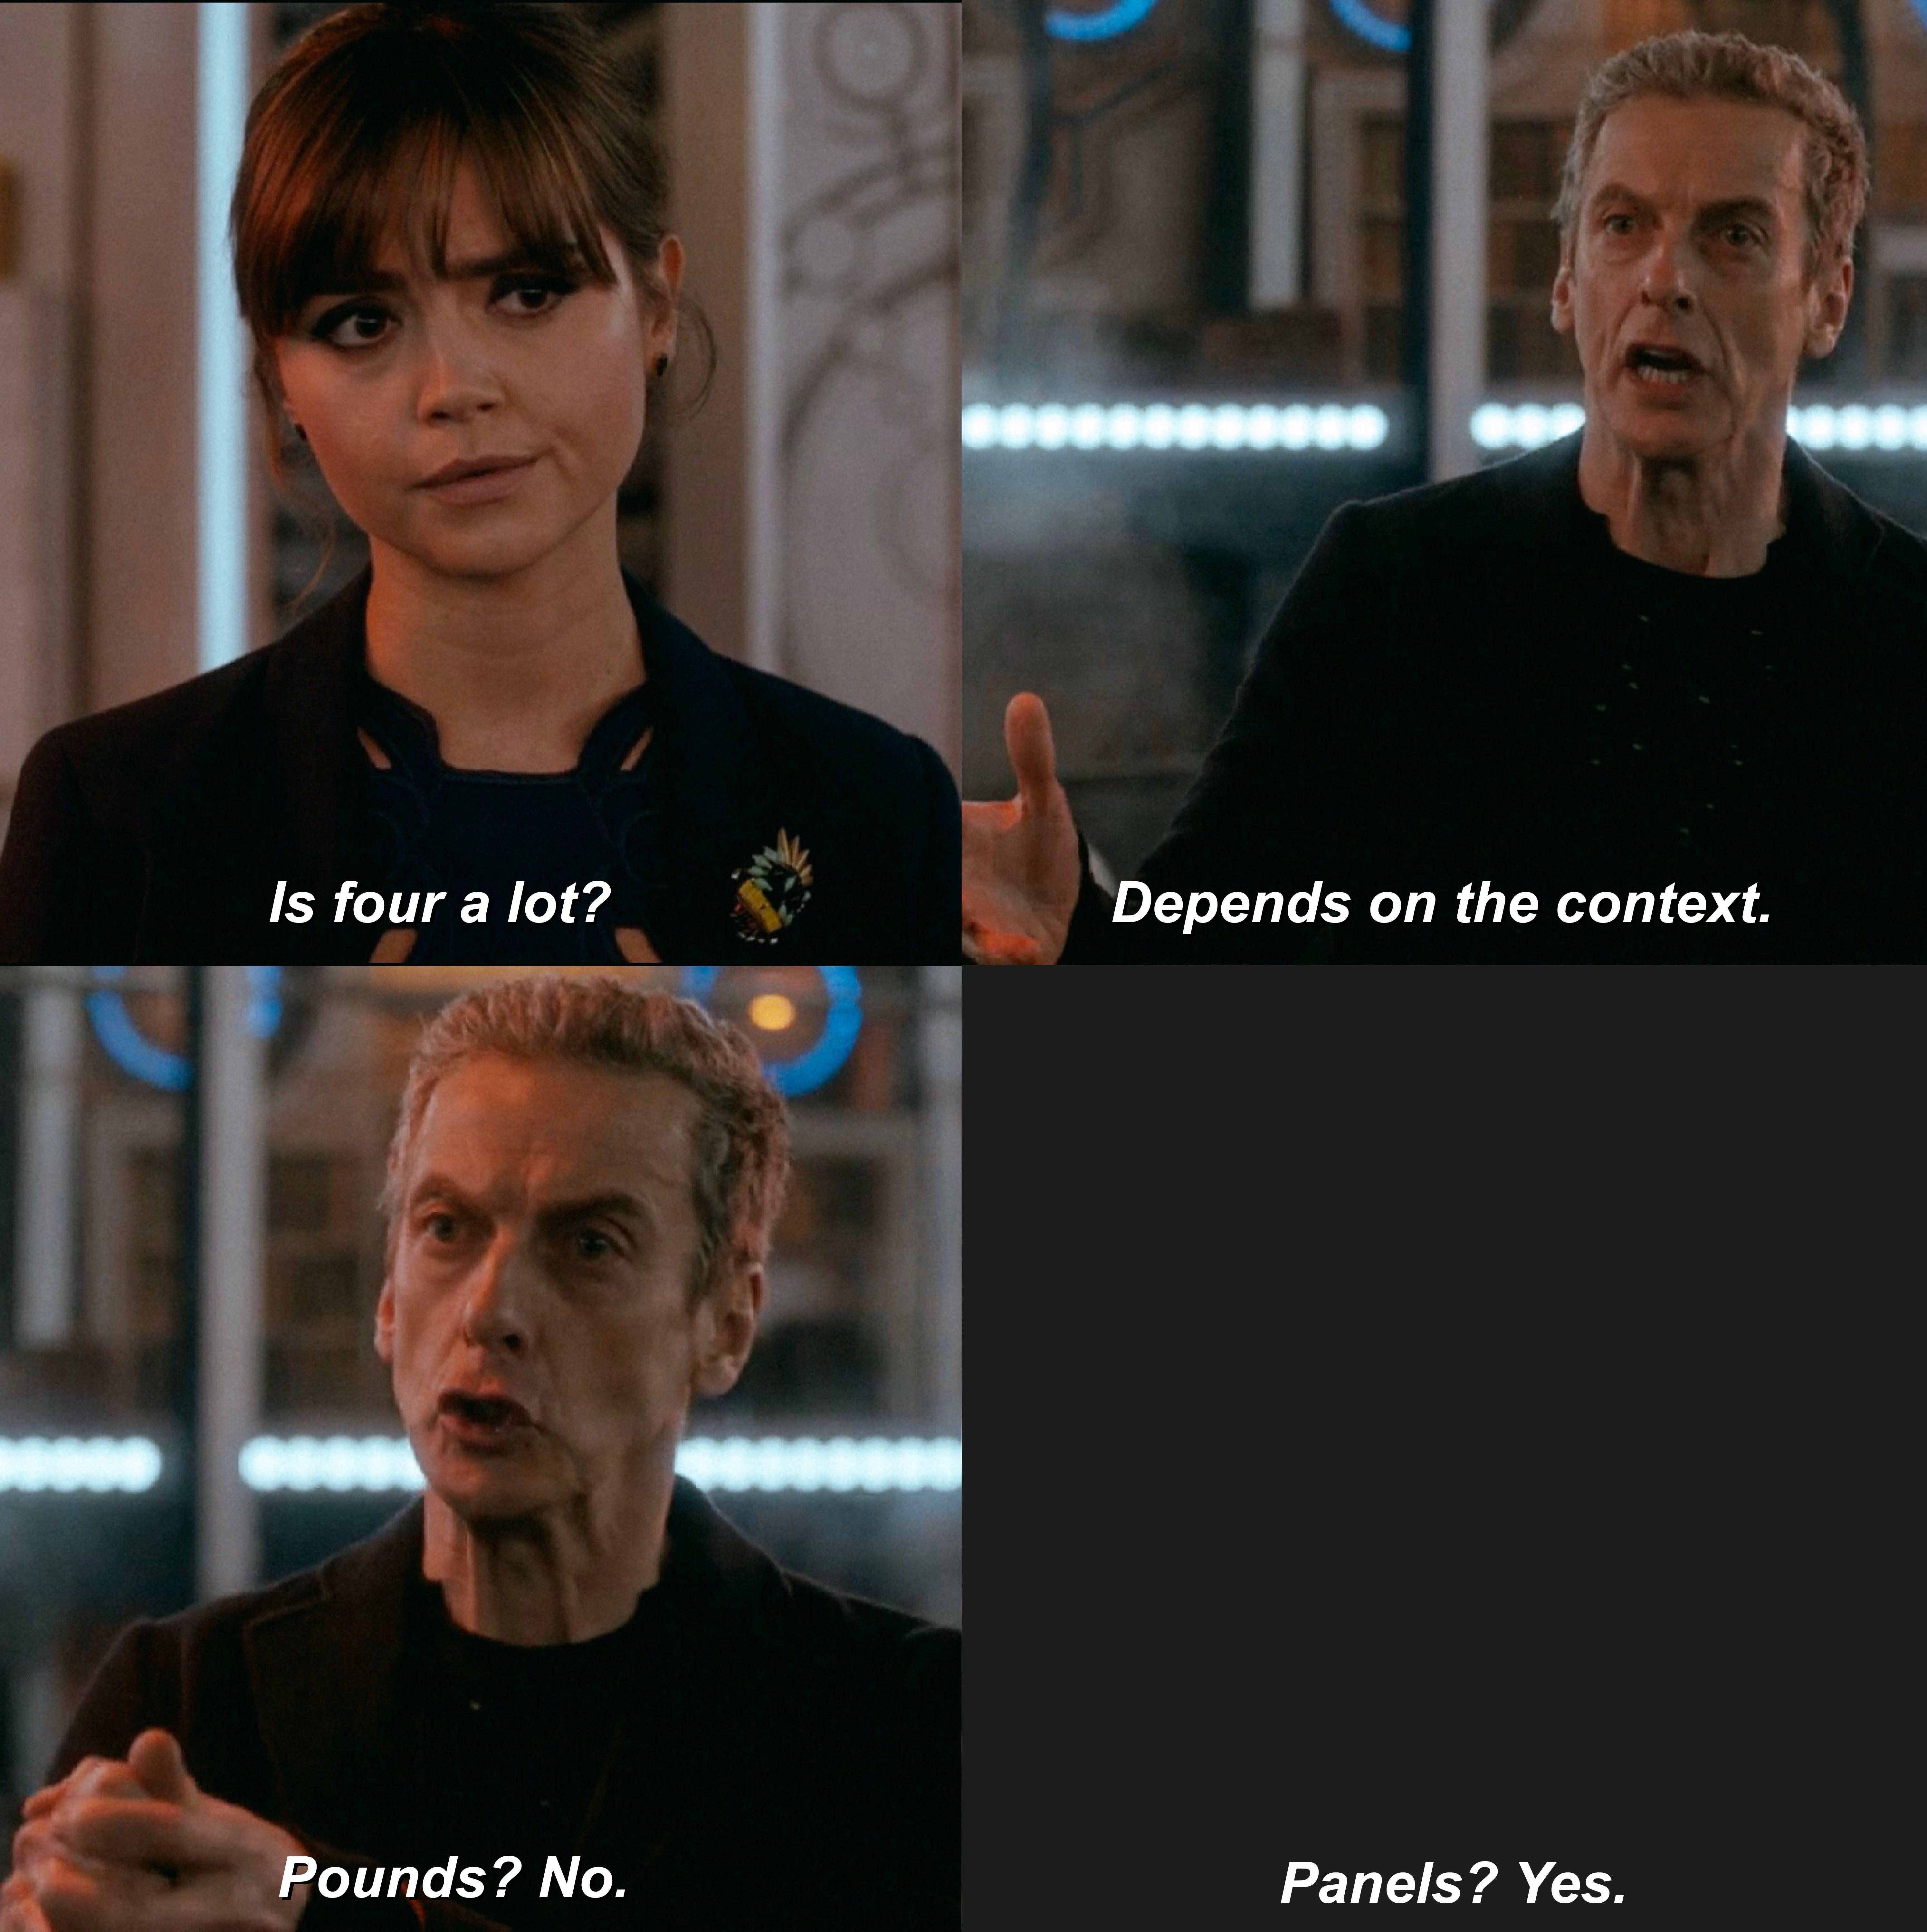 Is four a lot?
Depends on the context.
Pounds? No.
Panels? Yes.